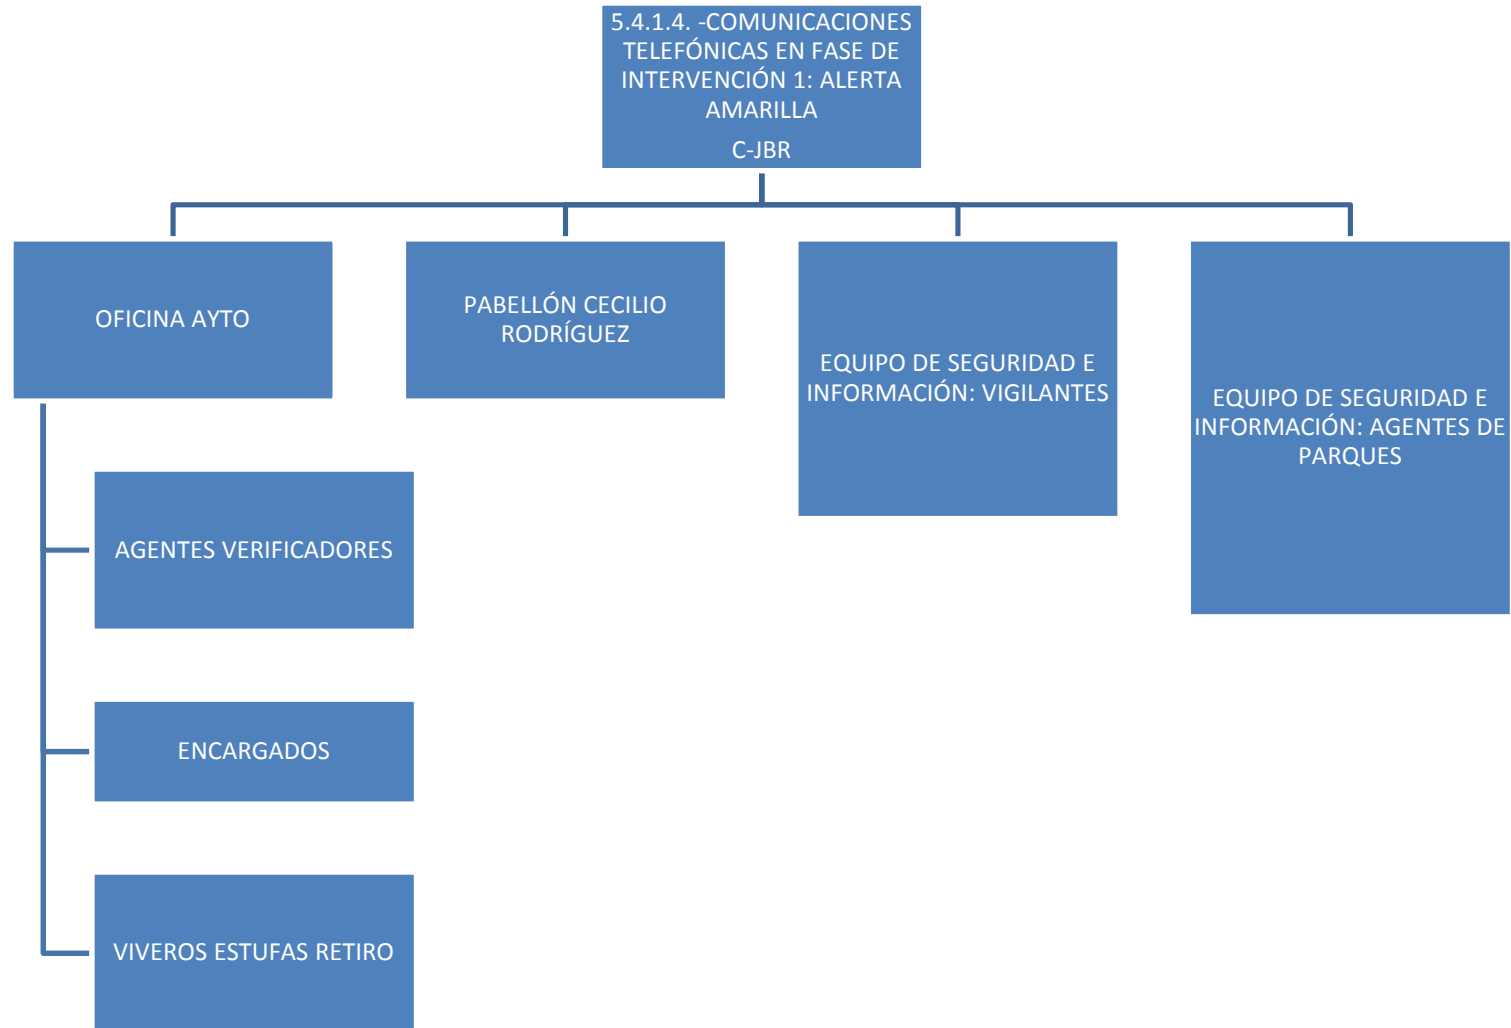 5.4.1.4. -COMUNICACIONES
TELEFÓNICAS EN FASE DE
INTERVENCIÓN 1: ALERTA
AMARILLA
C-JBR
OFICINA AYTO
PABELLÓN CECILIO
RODRÍGUEZ
EQUIPO DE SEGURIDAD E
INFORMACIÓN: VIGILANTES
EQUIPO DE SEGURIDAD E
INFORMACIÓN: AGENTES DE
PARQUES
AGENTES VERIFICADORES
ENCARGADOS
VIVEROS ESTUFAS RETIRO